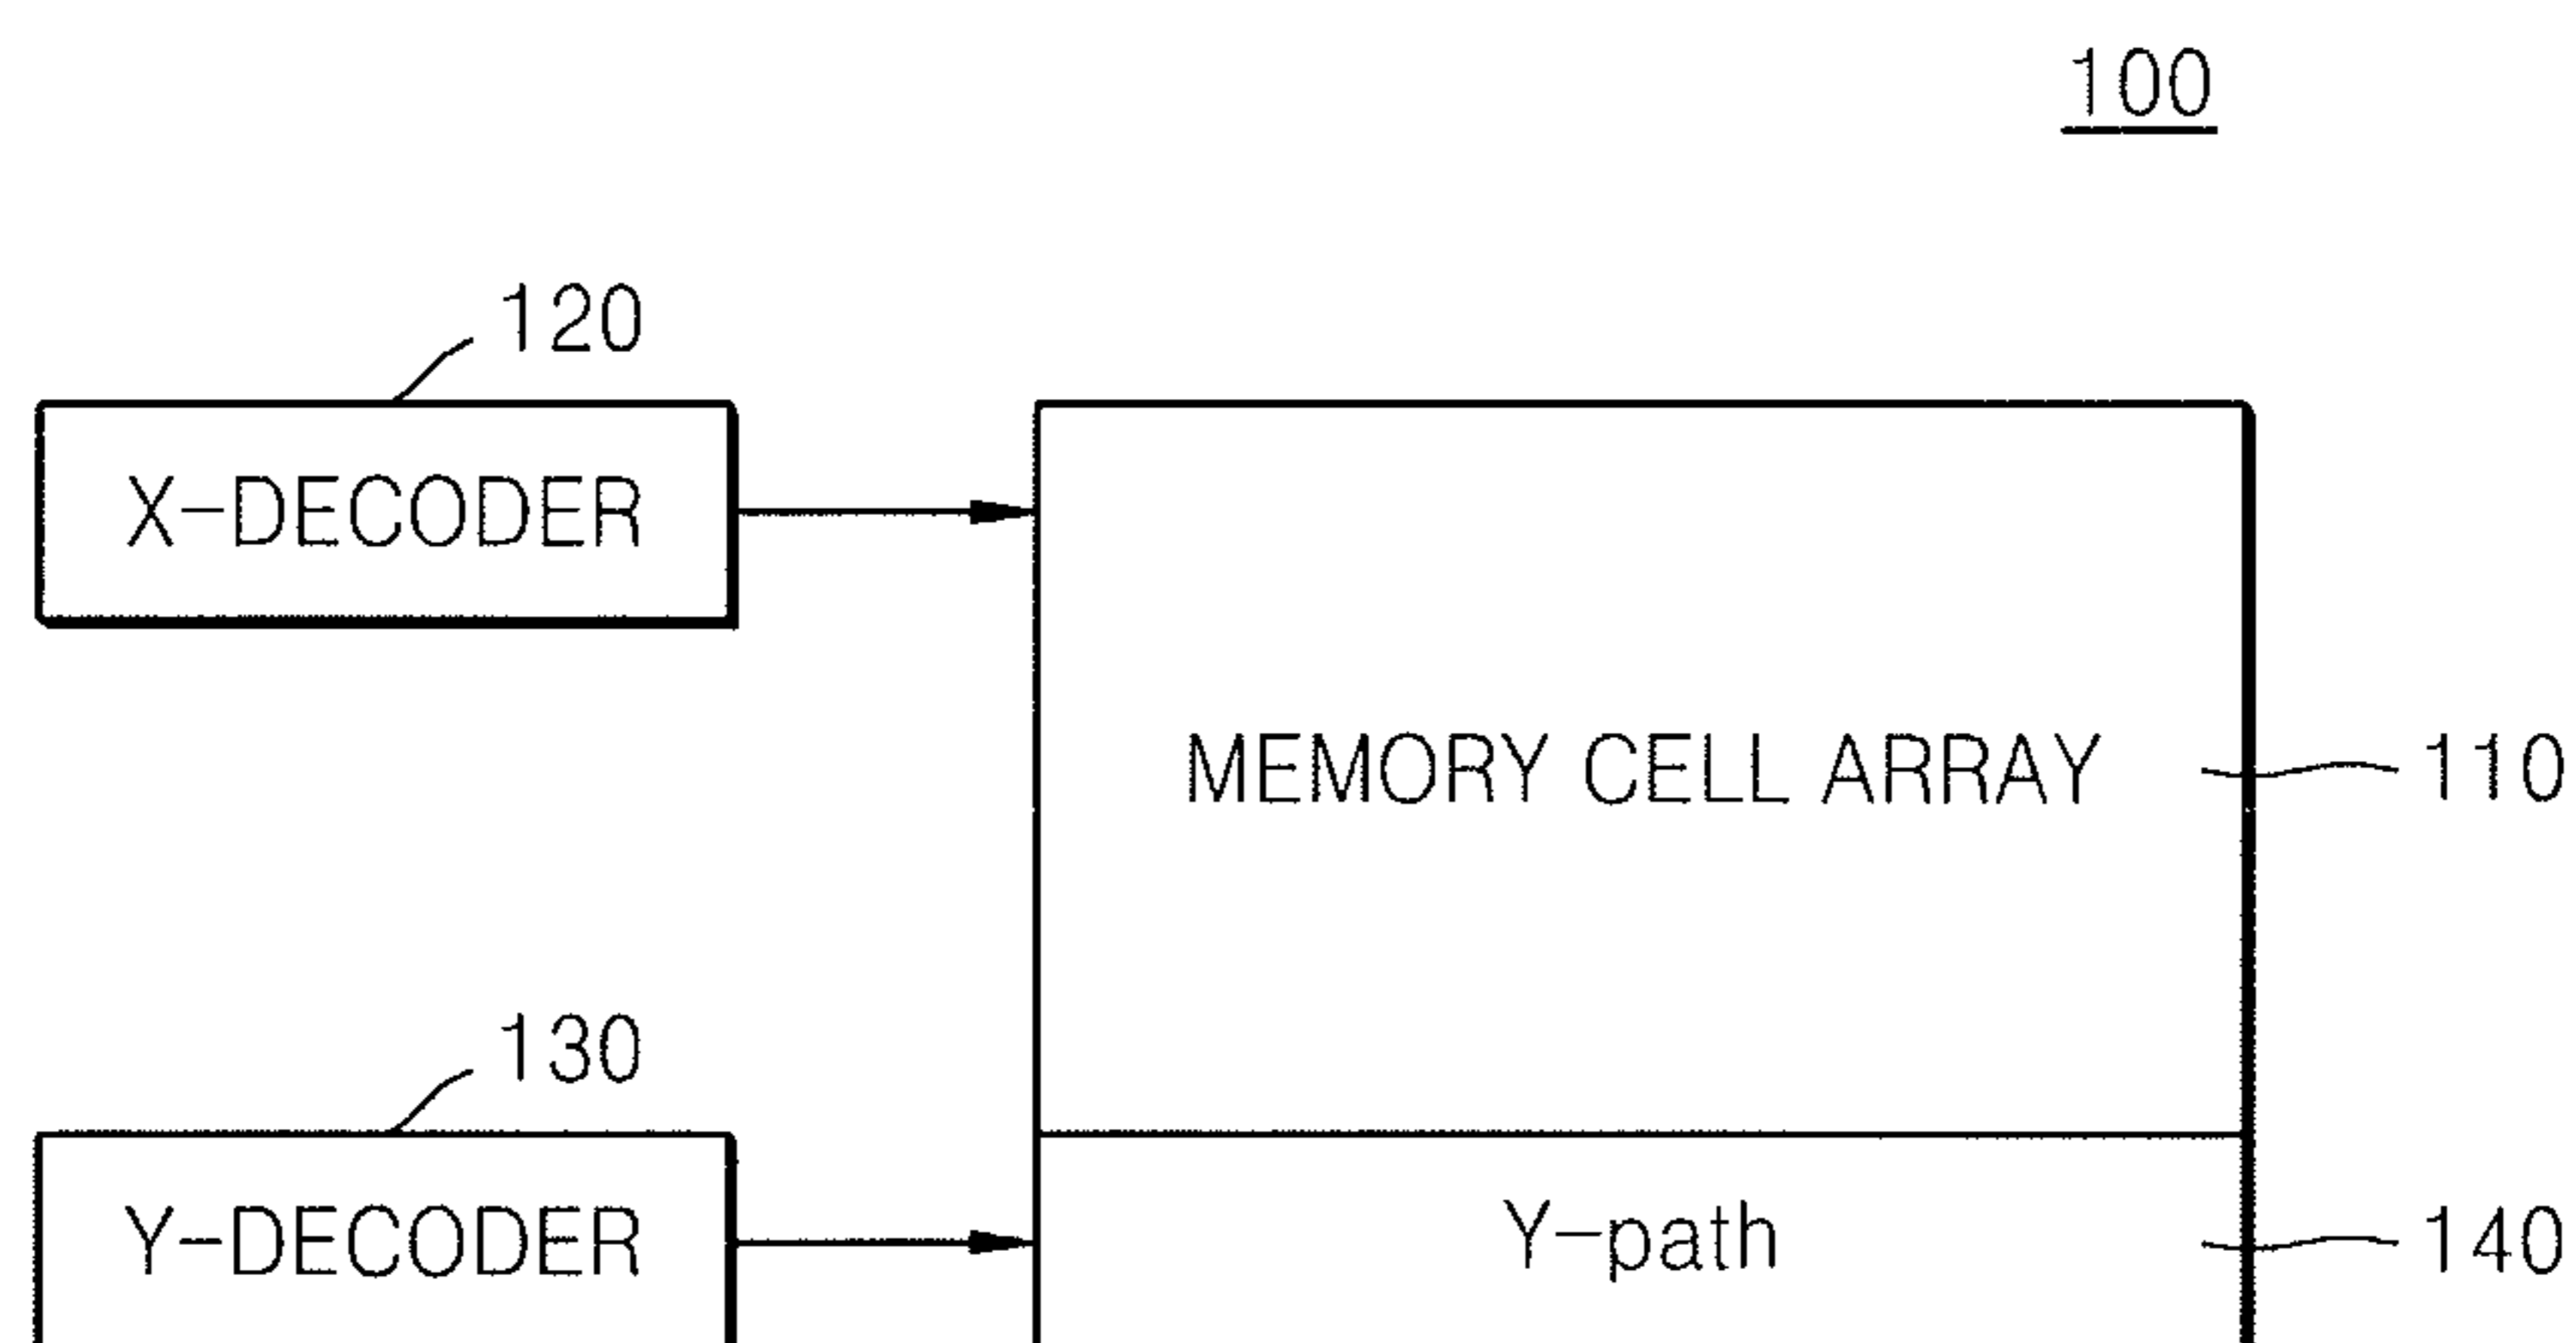 100
120
X-DECODER
MEMORY CELL ARRAY
110
130
Y-DECODER
Y-path
140